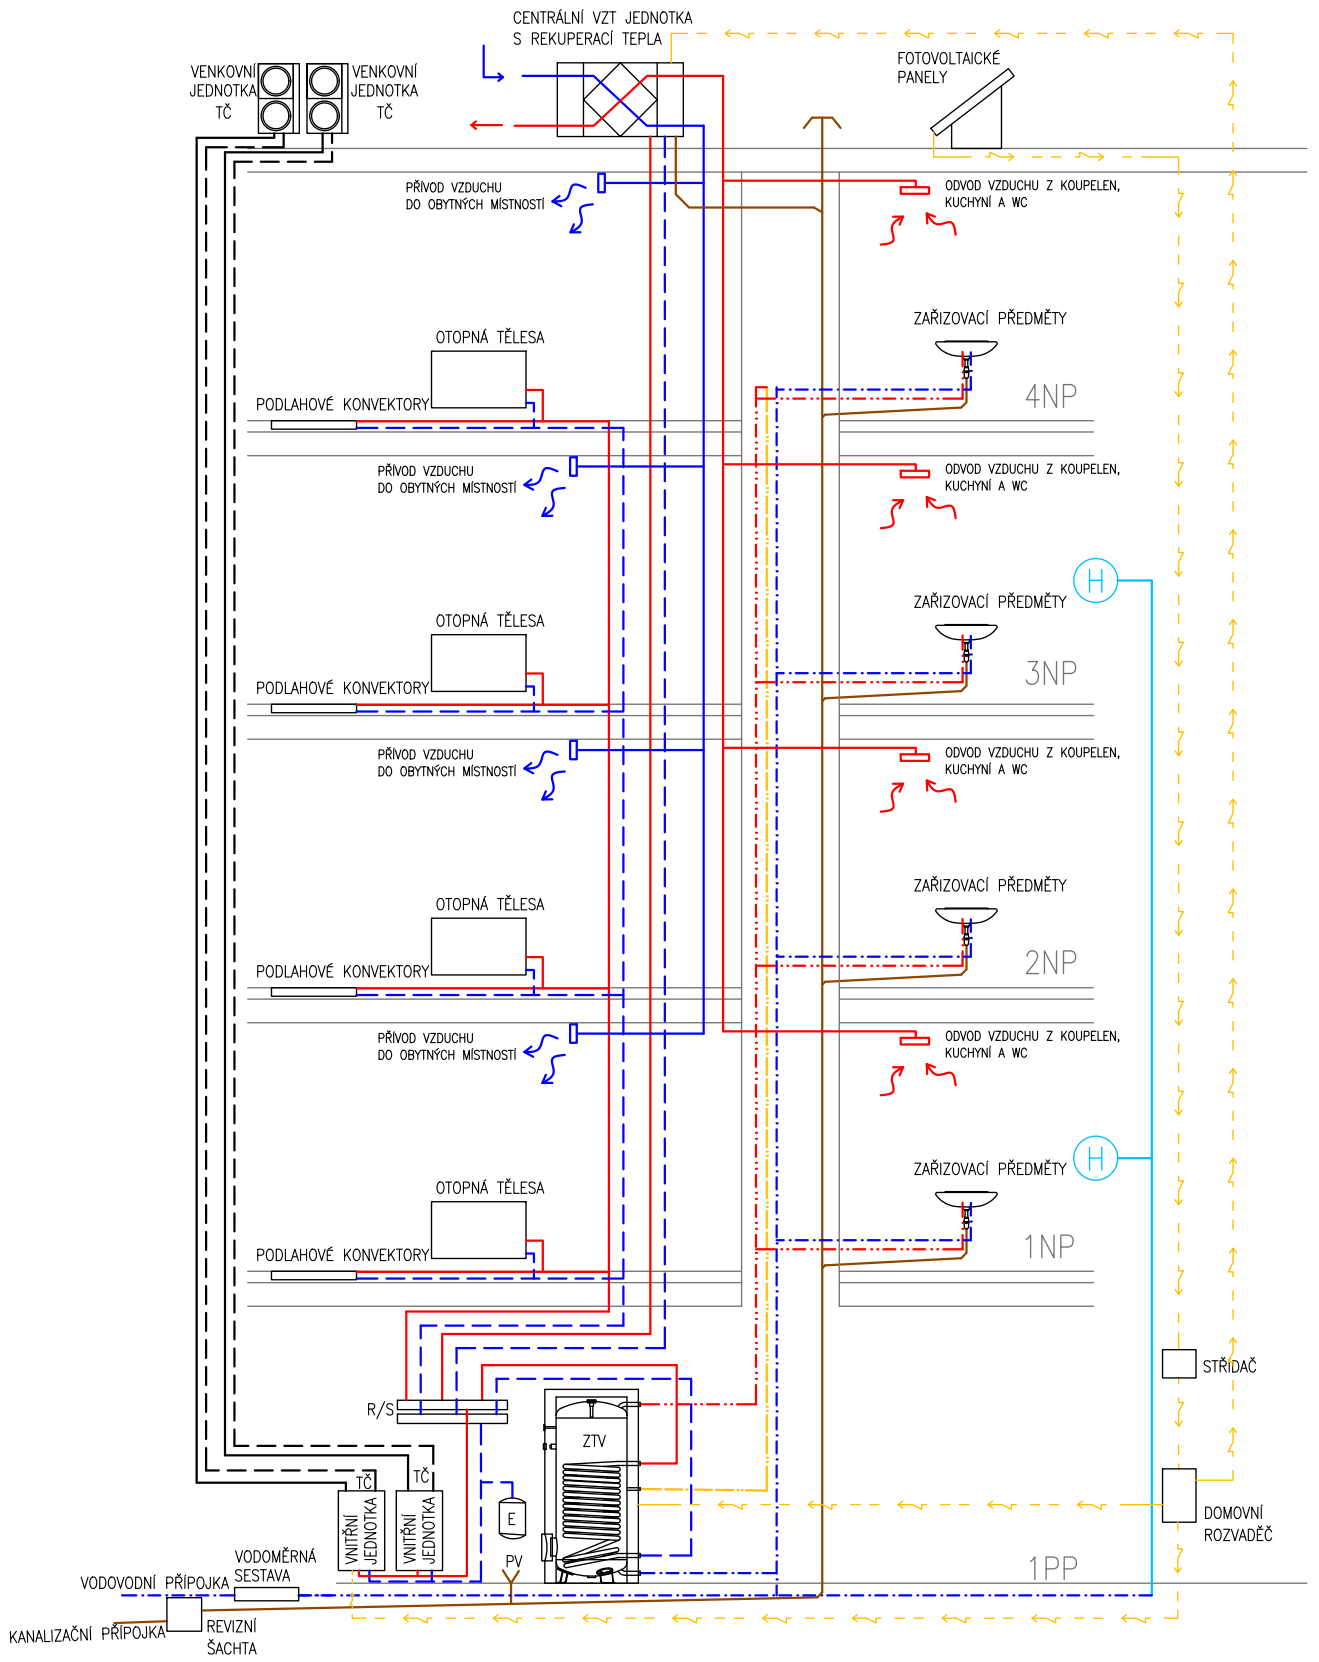 CENTRÁLNÍ VZT JEDNOTKA
S REKUPERACÍ TEPLA
FOTOVOLTAICKÉ
PANELY
VENKOVNÍ
JEDNOTKA
TČ
VENKOVNÍ
JEDNOTKA
TČ
PŘÍVOD VZDUCHU
DO OBYTNÝCH MÍSTNOSTÍ
ODVOD VZDUCHU Z KOUPELEN,
KUCHYNÍ A WC
OTOPNÁ TĚLESA
ZAŘIZOVACÍ PŘEDMĚTY
PODLAHOVÉ KONVEKTORY
4NP
PŘÍVOD VZDUCHU
DO OBYTNÝCH MÍSTNOSTÍ
ODVOD VZDUCHU Z KOUPELEN,
KUCHYNÍ A WC
H
OTOPNÁ TĚLESA
ZAŘIZOVACÍ PŘEDMĚTY
PODLAHOVÉ KONVEKTORY
3NP
PŘÍVOD VZDUCHU
DO OBYTNÝCH MÍSTNOSTÍ
ODVOD VZDUCHU Z KOUPELEN,
KUCHYNÍ A WC
OTOPNÁ TĚLESA
ZAŘIZOVACÍ PŘEDMĚTY
PODLAHOVÉ KONVEKTORY
2NP
PŘÍVOD VZDUCHU
DO OBYTNÝCH MÍSTNOSTÍ
ODVOD VZDUCHU Z KOUPELEN,
KUCHYNÍ A WC
H
OTOPNÁ TĚLESA
ZAŘIZOVACÍ PŘEDMĚTY
PODLAHOVÉ KONVEKTORY
1NP
STŘÍDAČ
R/S
ZTV
TČ
VNITŘNÍ
JEDNOTKA
TČ
VNITŘNÍ
JEDNOTKA
E
PV
DOMOVNÍ
ROZVADĚČ
1PP
VODOMĚRNÁ
SESTAVA
VODOVODNÍ PŘÍPOJKA
KANALIZAČNÍ PŘÍPOJKA
REVIZNÍ
ŠACHTA